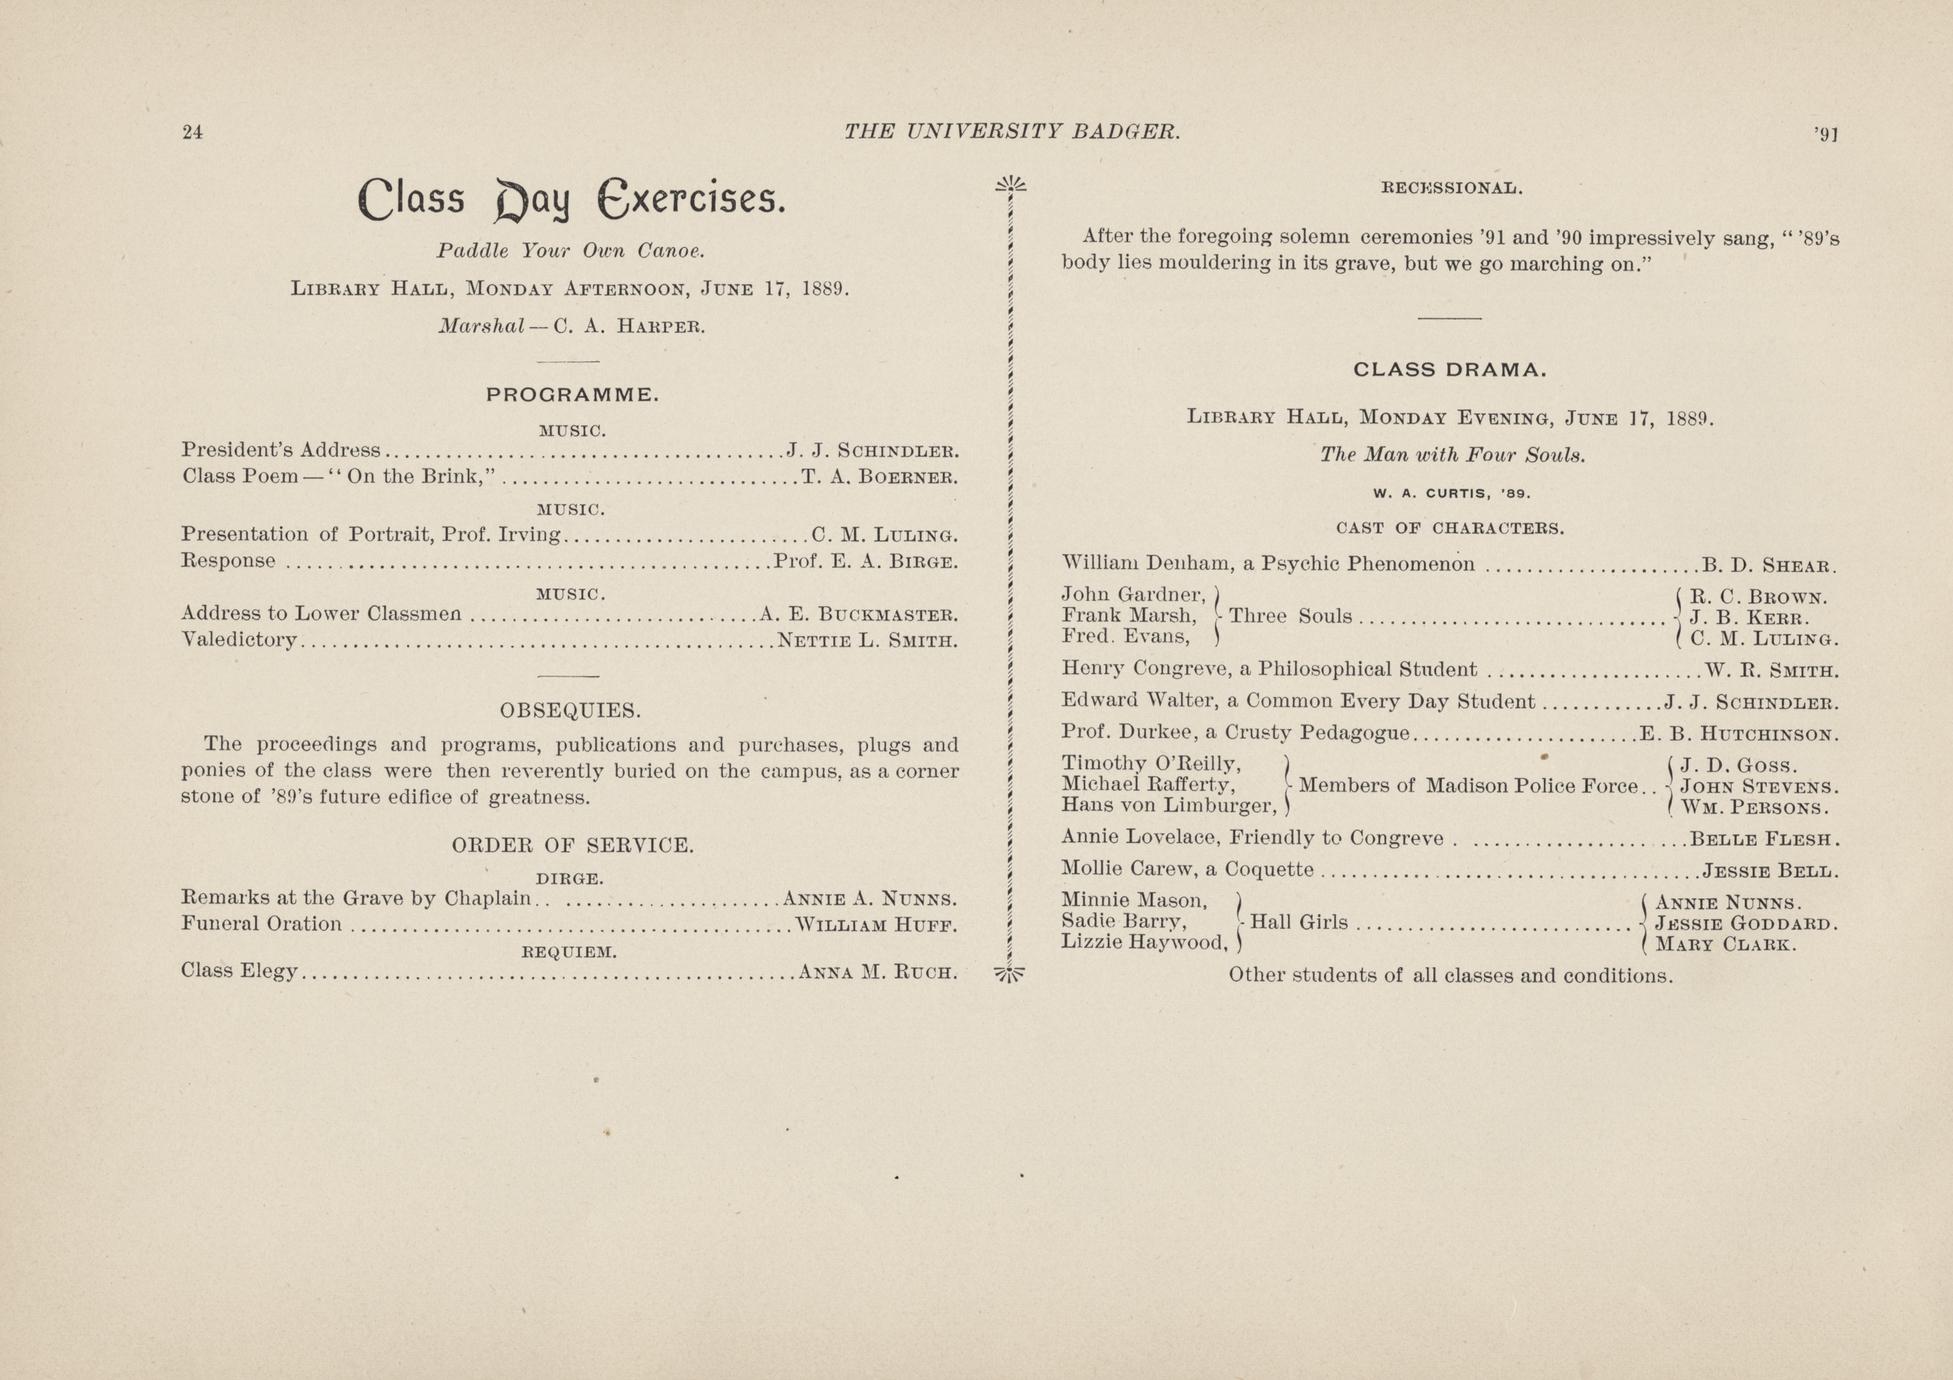 24
THE UNIVERSITY BADGER.
'91
Class Day Exercises.
Paddle Your Own Canoe.
LIBRARY HALL, MONDAY AFTERNOON, JUNE 17, 1889.
Marshal — C. A. HARPER.
PROGRAMME.
MUSIC.
President's Address........................................J. J. SCHINDLER.
Class Poem — "On the Brink," .............................T. A. BOERNER.
MUSIC.
Presentation of Portrait, Prof. Irving........................C. M. LULING.
Response ................................................Prof. E. A. BIRGE.
MUSIC.
Address to Lower Classmen .............................A. E. BUCKMASTER.
Valedictory...............................................NETTIE L. SMITH.
OBSEQUIES.
The proceedings and programs, publications and purchases, plugs and
ponies of the class were then reverently buried on the campus, as a corner
stone of '89's future edifice of greatness.
ORDER OF SERVICE.
DIRGE.
Remarks at the Grave by Chaplain.. .....................ANNIE A. NUNNS.
Funeral Oration ............................................WILLIAM HUFF.
REQUIEM.
Class Elegy.................................................ANNA M. RUCH.
RECESSIONAL.
After the foregoing solemn ceremonies '91 and '90 impressively sang, "'89's
body lies mouldering in its grave, but we go marching on."
CLASS DRAMA.
LIBRARY HALL, MONDAY EVENING, JUNE 17, 1889.
The Man with Four Souls.
W. A. CURTIS, '89.
CAST OF CHARACTERS.
William Denham, a Psychic Phenomenon .....................B. D. SHEAR.
John Gardner, R. C. BROWN.
Frank Marsh, Three Souls ..............................J. B. KERR.
Fred. Evans, C. M. LULING.
Henry Congreve, a Philosophical Student .....................W. R. SMITH.
Edward Walter, a Common Every Day Student ............J. J. SCHINDLER.
Prof. Durkee, a Crusty Pedagogue......................E. B. HUTCHINSON.
Timothy O'Reilly, J. D. GOSS.
Michael Rafferty, Members of Madison Police Force.. JOHN STEVENS.
Hans von Limburger, WM. PERSONS.
Annie Lovelace, Friendly to Congreve . .....................BELLE FLESH.
Mollie Carew, a Coquette .....................................JESSIE BELL.
Minnie Mason, ANNIE NUNNS.
Sadie Barry, Hall Girls ...........................JESSIE GODDARD.
Lizzie Haywood, MARY CLARK.
Other students of all classes and conditions.